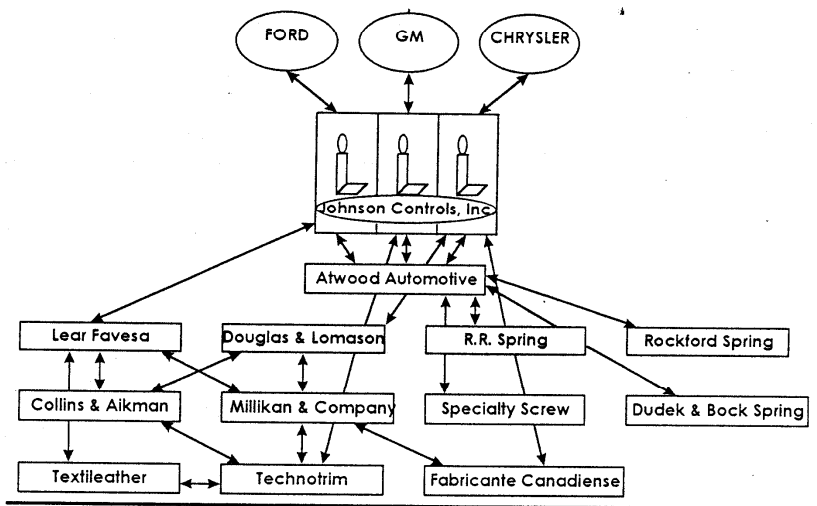 FORD
GM
CHRYSLER
Johnson Controls, Inc
Atwood Automotive
Lear Favesa
Douglas & Lomason
R.R. Spring
Rockford Spring
Collins & Aikman
Millikan & Company
Specialty Screw
Dudek & Bock Spring
Textileather
Technotrim
Fabricante Canadiense